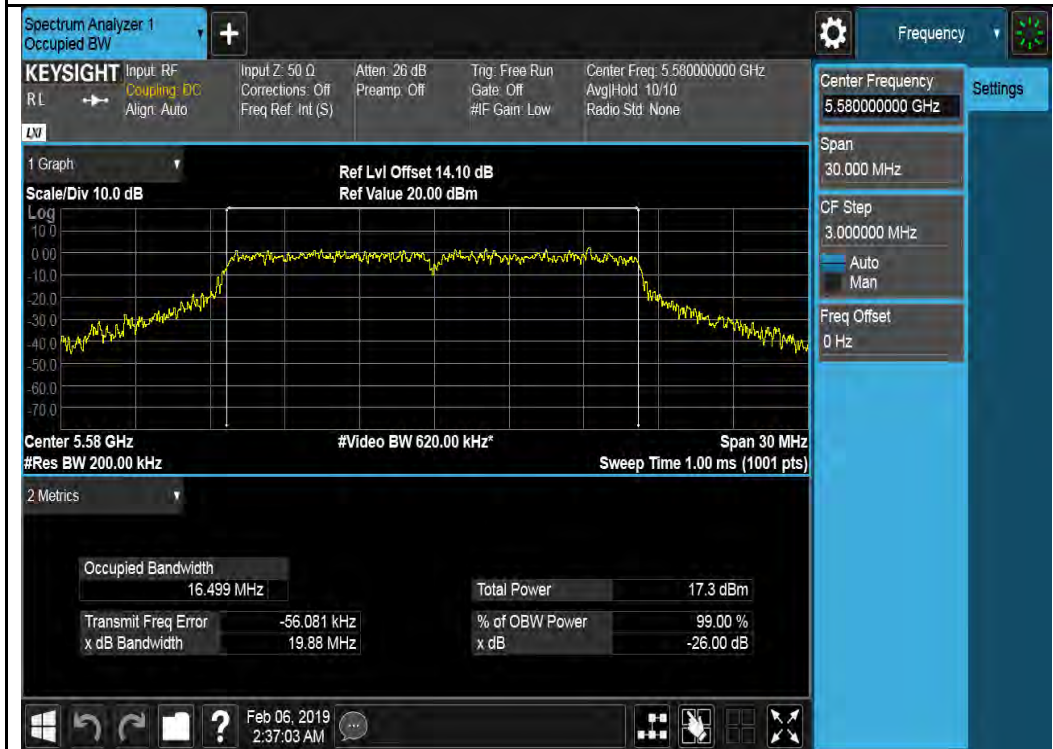 Spectrum Analyzer 1
Occupied BW
+
Frequency
KEYSIGHT
R L
LXI
Input: RF
Coupling: DC
Align: Auto
Input Z: 50 Ω
Corrections: Off
Freq Ref: Int (S)
Atten: 26 dB
Preamp: Off
Trig: Free Run
Gate: Off
#IF Gain: Low
Center Freq: 5.580000000 GHz
Avg|Hold: 10/10
Radio Std: None
Center Frequency
5.580000000 GHz
Settings
Span
30.000 MHz
CF Step
3.000000 MHz
Auto
Man
Freq Offset
0 Hz
1 Graph
Ref Lvl Offset 14.10 dB
Scale/Div 10.0 dB
Ref Value 20.00 dBm
Log
10.0
0.00
-10.0
-20.0
-30.0
-40.0
-50.0
-60.0
-70.0
Center 5.58 GHz
#Video BW 620.00 kHz*
Span 30 MHz
#Res BW 200.00 kHz
Sweep Time 1.00 ms (1001 pts)
2 Metrics
Occupied Bandwidth
16.499 MHz
Total Power 17.3 dBm
Transmit Freq Error -56.081 kHz
% of OBW Power 99.00 %
x dB Bandwidth 19.88 MHz
x dB -26.00 dB
?
Feb 06, 2019
2:37:03 AM